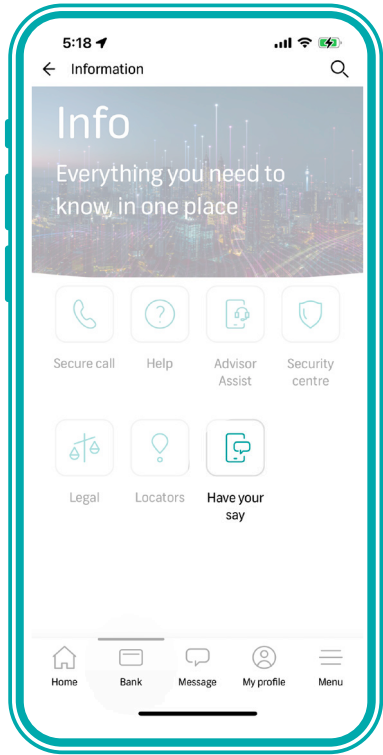 5:18
Information
Info
Everything you need to
know, in one place
Secure call
Help
Advisor
Assist
Security
centre
Legal
Locators
Have your
say
Home
Bank
Message
My profile
Menu